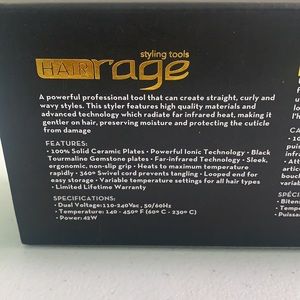 styling tools
HAIR rage
A powerful professional tool that can create straight, curly and
wavy styles. This styler features high quality materials and
advanced technology which radiate far infrared heat, making it
gentler on hair, preserving moisture and protecting the cuticle
from damage
FEATURES:
• 100% Solid Ceramic Plates • Powerful Ionic Technology • Black
Tourmaline Gemstone plates • Far-infrared Technology • Sleek,
ergonomic, non-slip grip • Heats to maximum temperature
rapidly • 360º Swivel cord prevents tangling • Looped end for
easy storage • Variable temperature settings for all hair types
• Limited Lifetime Warranty
SPECIFICATIONS:
• Dual Voltage:110-240Vac , 50/60Hz
• Temperature: 140 - 450º F (60º C - 230º C)
• Power: 42W